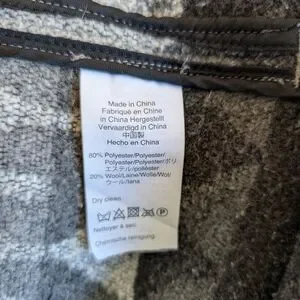 Made in China
Fabriqué en Chine
in China Hergestellt
Vervaardigd in China
中国製
Hecho en China
80% Polyester/Polyester/
Polyester/Polyester/ポリ
エステル/poliéster
20% Wool/Laine/Wolle/Wol/
ウール/lana
Dry clean.
Nettoyer à sec.
Chemische reinigung.